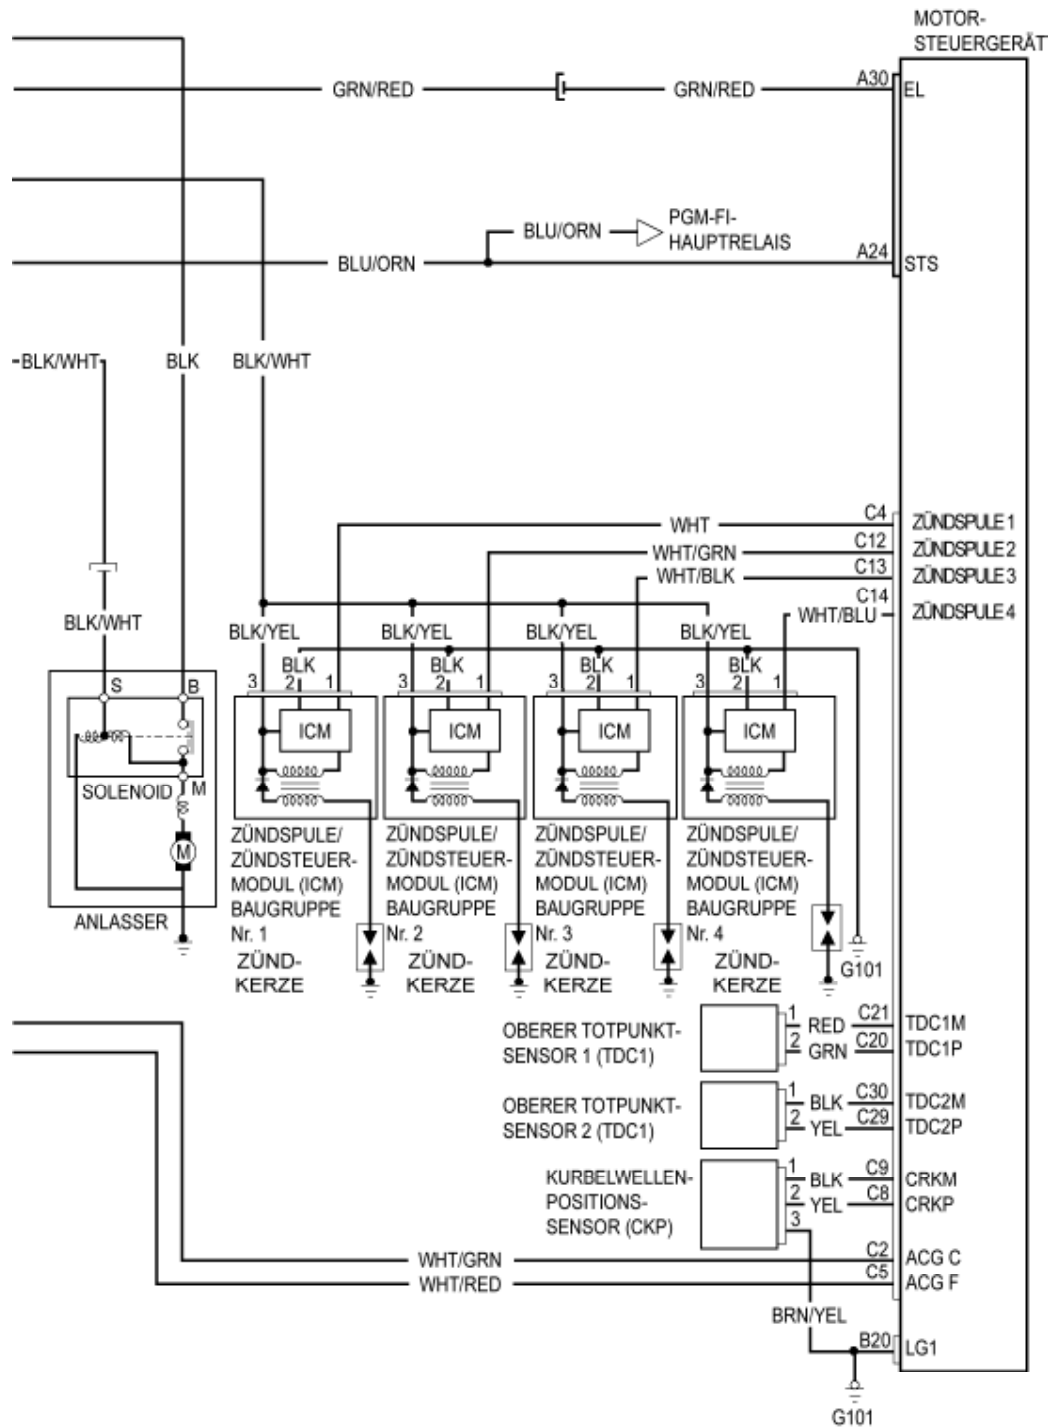 MOTOR-
STEUERGERÄT
GRN/RED
GRN/RED
A30
EL
BLU/ORN
PGM-FI-
HAUPTRELAIS
BLU/ORN
A24
STS
BLK/WHT
BLK
BLK/WHT
WHT
C4
ZÜNDSPULE 1
WHT/GRN
C12
ZÜNDSPULE 2
WHT/BLK
C13
ZÜNDSPULE 3
WHT/BLU
C14
ZÜNDSPULE 4
BLK/WHT
BLK/YEL
BLK/YEL
BLK/YEL
BLK/YEL
BLK
BLK
BLK
BLK
3 2 1
3 2 1
3 2 1
3 2 1
S
B
ICM
ICM
ICM
ICM
SOLENOID
M
M
ANLASSER
ZÜNDSPULE/
ZÜNDSTEUER-
MODUL (ICM)
BAUGRUPPE
Nr. 1
ZÜND-
KERZE
ZÜNDSPULE/
ZÜNDSTEUER-
MODUL (ICM)
BAUGRUPPE
Nr. 2
ZÜND-
KERZE
ZÜNDSPULE/
ZÜNDSTEUER-
MODUL (ICM)
BAUGRUPPE
Nr. 3
ZÜND-
KERZE
ZÜNDSPULE/
ZÜNDSTEUER-
MODUL (ICM)
BAUGRUPPE
Nr. 4
ZÜND-
KERZE
G101
OBERER TOTPUNKT-
SENSOR 1 (TDC1)
1 RED C21 TDC1M
2 GRN C20 TDC1P
OBERER TOTPUNKT-
SENSOR 2 (TDC1)
1 BLK C30 TDC2M
2 YEL C29 TDC2P
KURBELWELLEN-
POSITIONS-
SENSOR (CKP)
1 BLK C9 CRKM
2 YEL C8 CRKP
3
WHT/GRN C2 ACG C
WHT/RED C5 ACG F
BRN/YEL
B20 LG1
G101